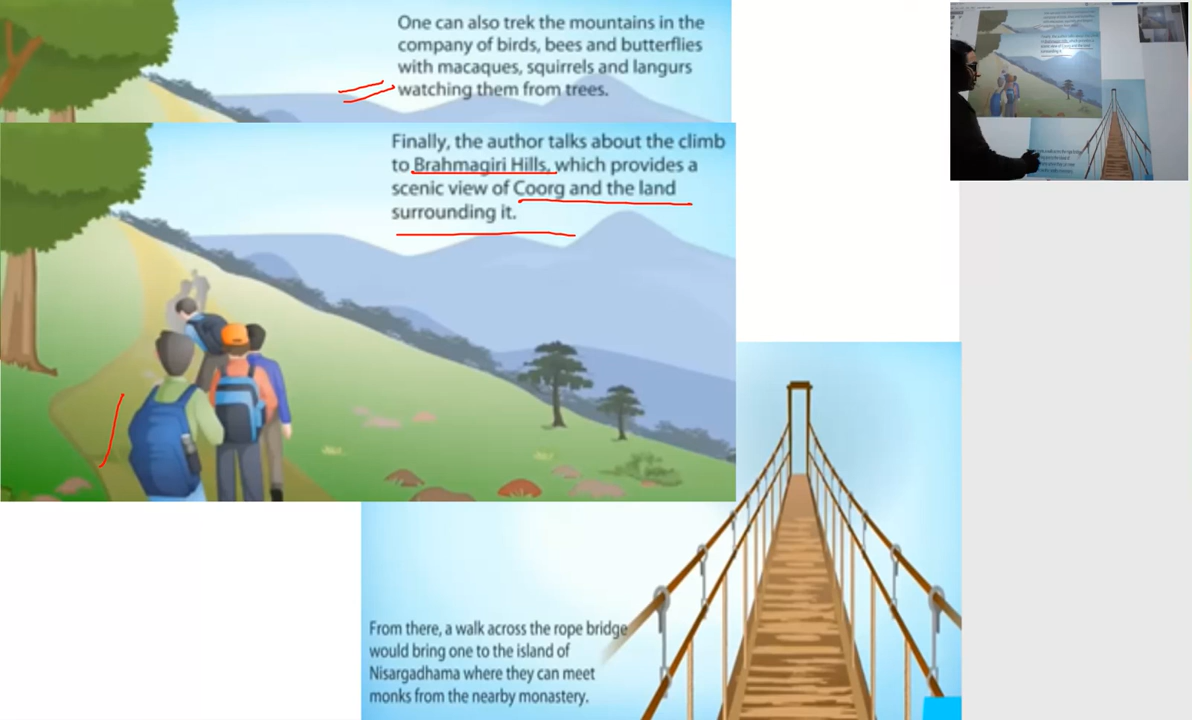 One can also trek the mountains in the
company of birds, bees and butterflies
with macaques, squirrels and langurs
watching them from trees.
Finally, the author talks about the climb
to Brahmagiri Hills, which provides a
scenic view of Coorg and the land
surrounding it.
From there, a walk across the rope bridge
would bring one to the island of
Nisargadhama where they can meet
monks from the nearby monastery.